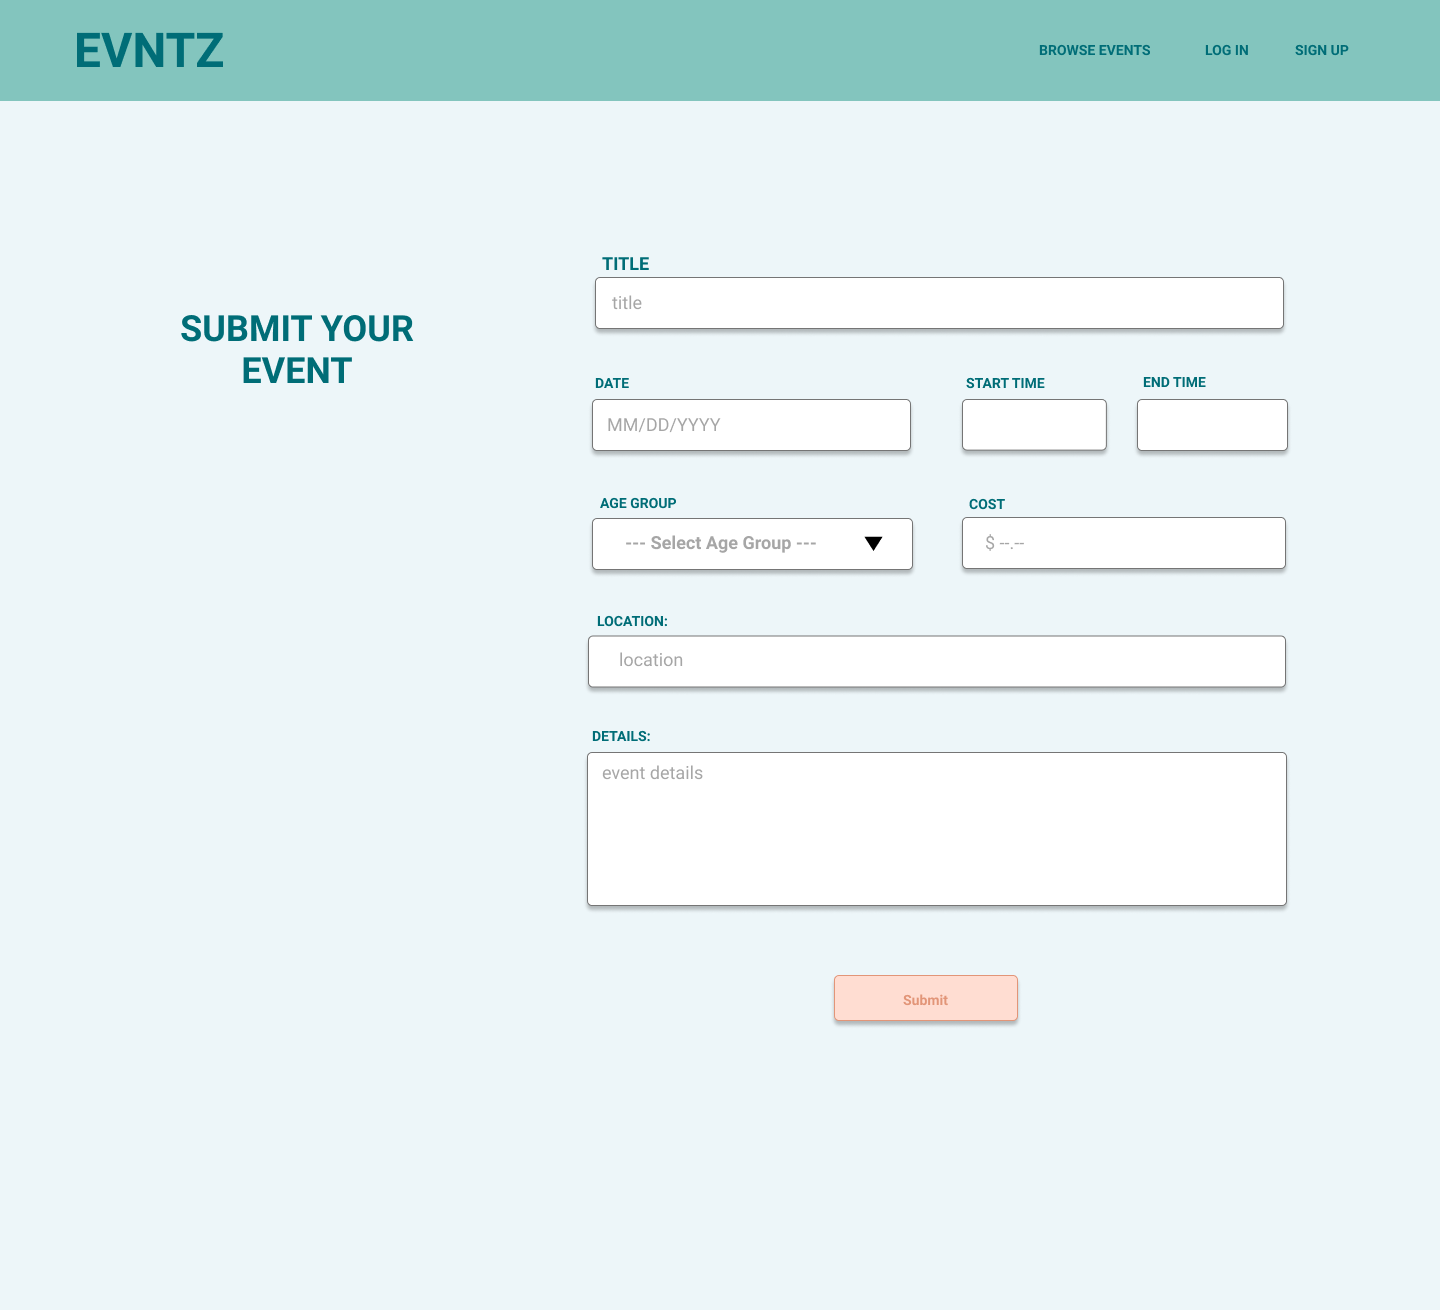 EVNTZ
BROWSE EVENTS
LOG IN
SIGN UP
SUBMIT YOUR
EVENT
TITLE
title
DATE
START TIME
END TIME
MM/DD/YYYY
AGE GROUP
COST
--- Select Age Group ---
$ --.--
LOCATION:
location
DETAILS:
event details
Submit